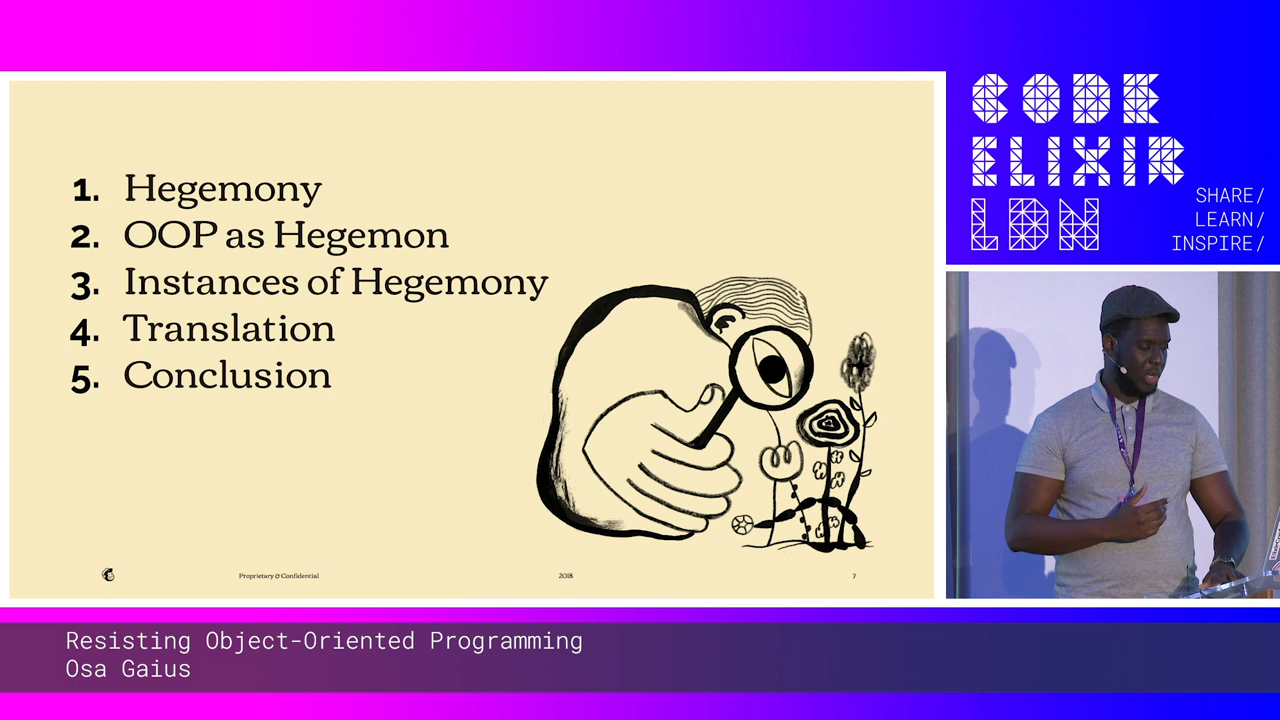 1. Hegemony
2. OOP as Hegemon
3. Instances of Hegemony
4. Translation
5. Conclusion
Proprietary & Confidential
2018
7
CODE
ELIXIR
LDN
SHARE/
LEARN/
INSPIRE/
Resisting Object-Oriented Programming
Osa Gaius